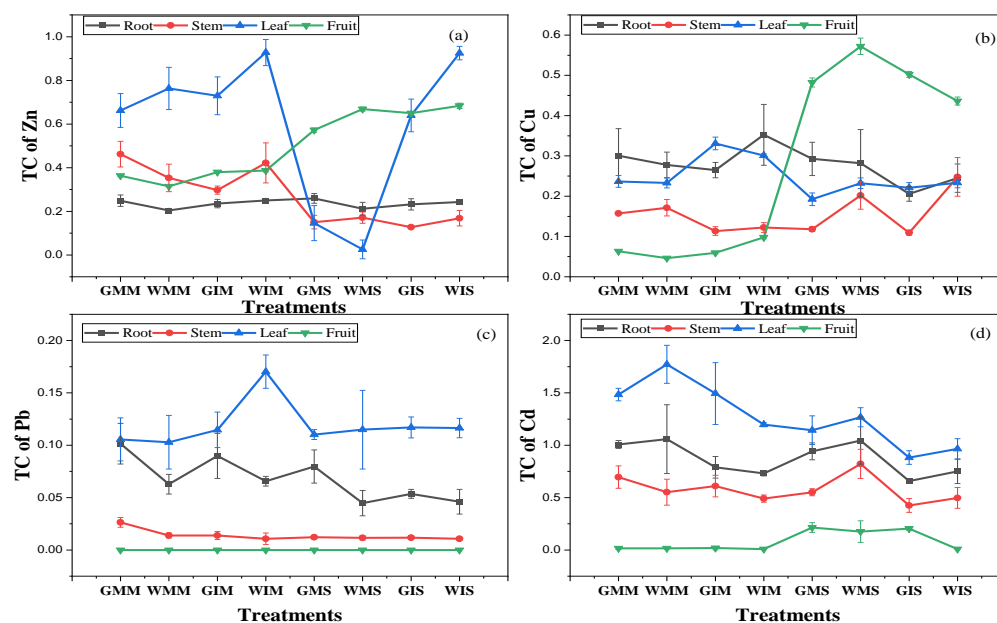 Root Stem Leaf Fruit
(a)
TC of Zn
1.0
0.8
0.6
0.4
0.2
0.0
GMM WMM GIM WIM GMS WMS GIS WIS
Treatments
Root Stem Leaf Fruit
(b)
TC of Cu
0.6
0.5
0.4
0.3
0.2
0.1
0.0
GMM WMM GIM WIM GMS WMS GIS WIS
Treatments
Root Stem Leaf Fruit
(c)
TC of Pb
0.20
0.15
0.10
0.05
0.00
GMM WMM GIM WIM GMS WMS GIS WIS
Treatments
Root Stem Leaf Fruit
(d)
TC of Cd
2.0
1.5
1.0
0.5
0.0
GMM WMM GIM WIM GMS WMS GIS WIS
Treatments